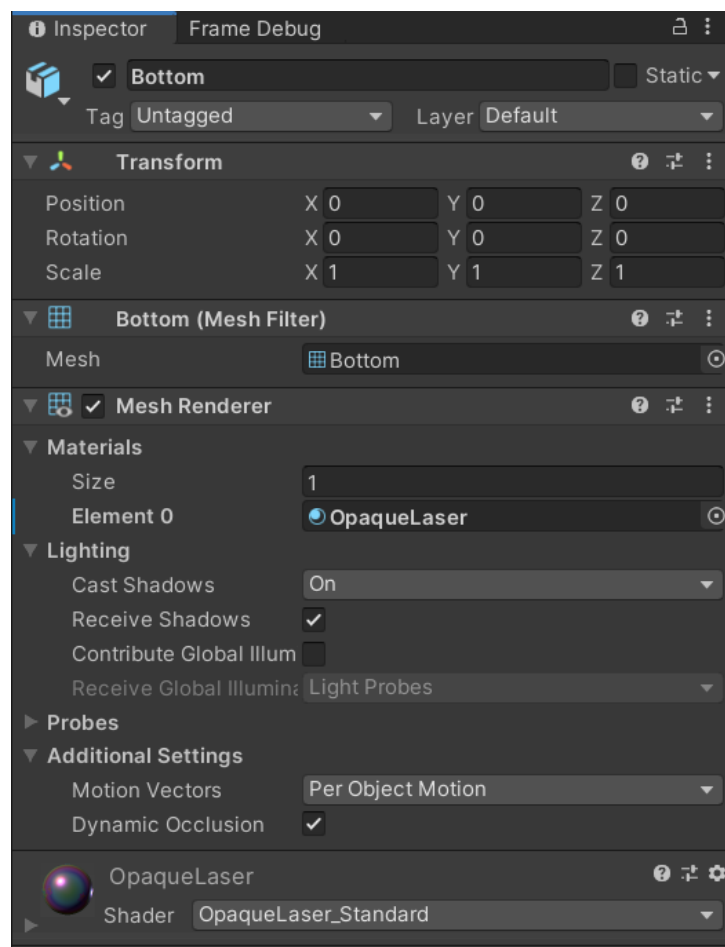 Inspector Frame Debug
Bottom Static
Tag Untagged Layer Default
Transform
Position X 0 Y 0 Z 0
Rotation X 0 Y 0 Z 0
Scale X 1 Y 1 Z 1
Bottom (Mesh Filter)
Mesh Bottom
Mesh Renderer
Materials
Size 1
Element 0 OpaqueLaser
Lighting
Cast Shadows On
Receive Shadows
Contribute Global Illum
Receive Global Illumina Light Probes
Probes
Additional Settings
Motion Vectors Per Object Motion
Dynamic Occlusion
OpaqueLaser
Shader OpaqueLaser_Standard